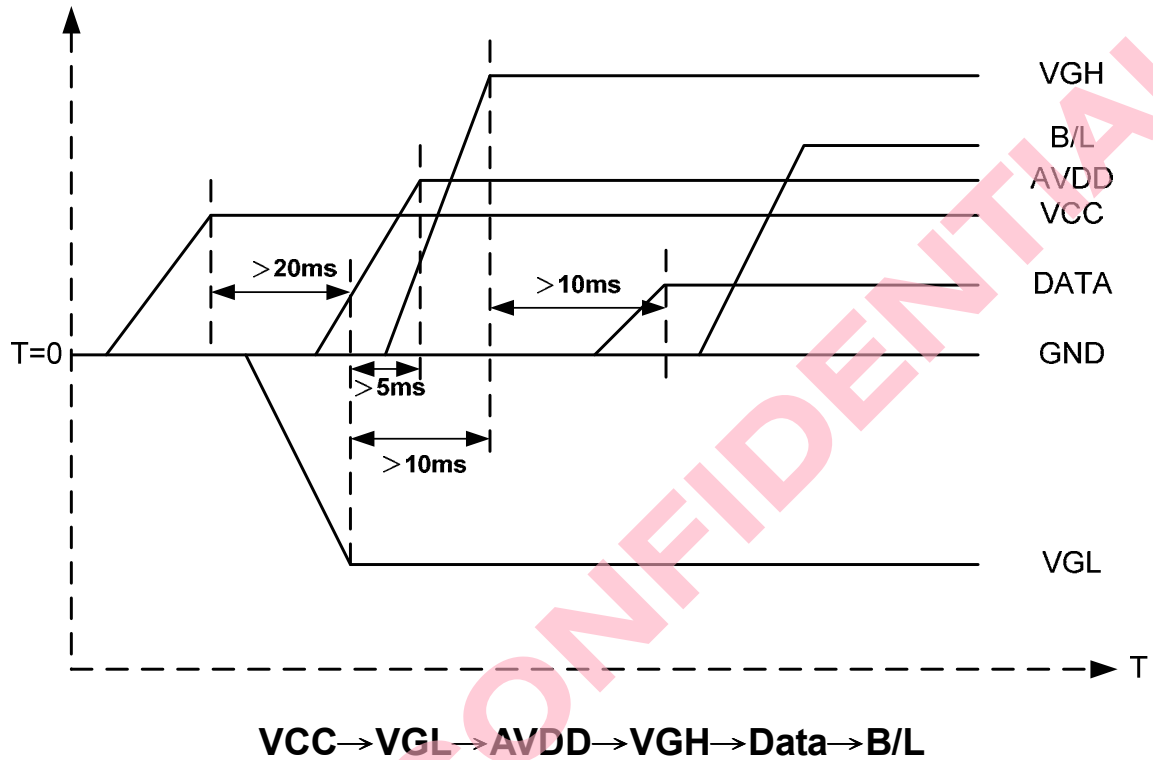 VGH
B/L
AVDD
VCC
>20ms
>10ms
DATA
T=0
GND
>5ms
>10ms
VGL
T
VCC→VGL→AVDD→VGH→Data→B/L
CONFIDENTIAL